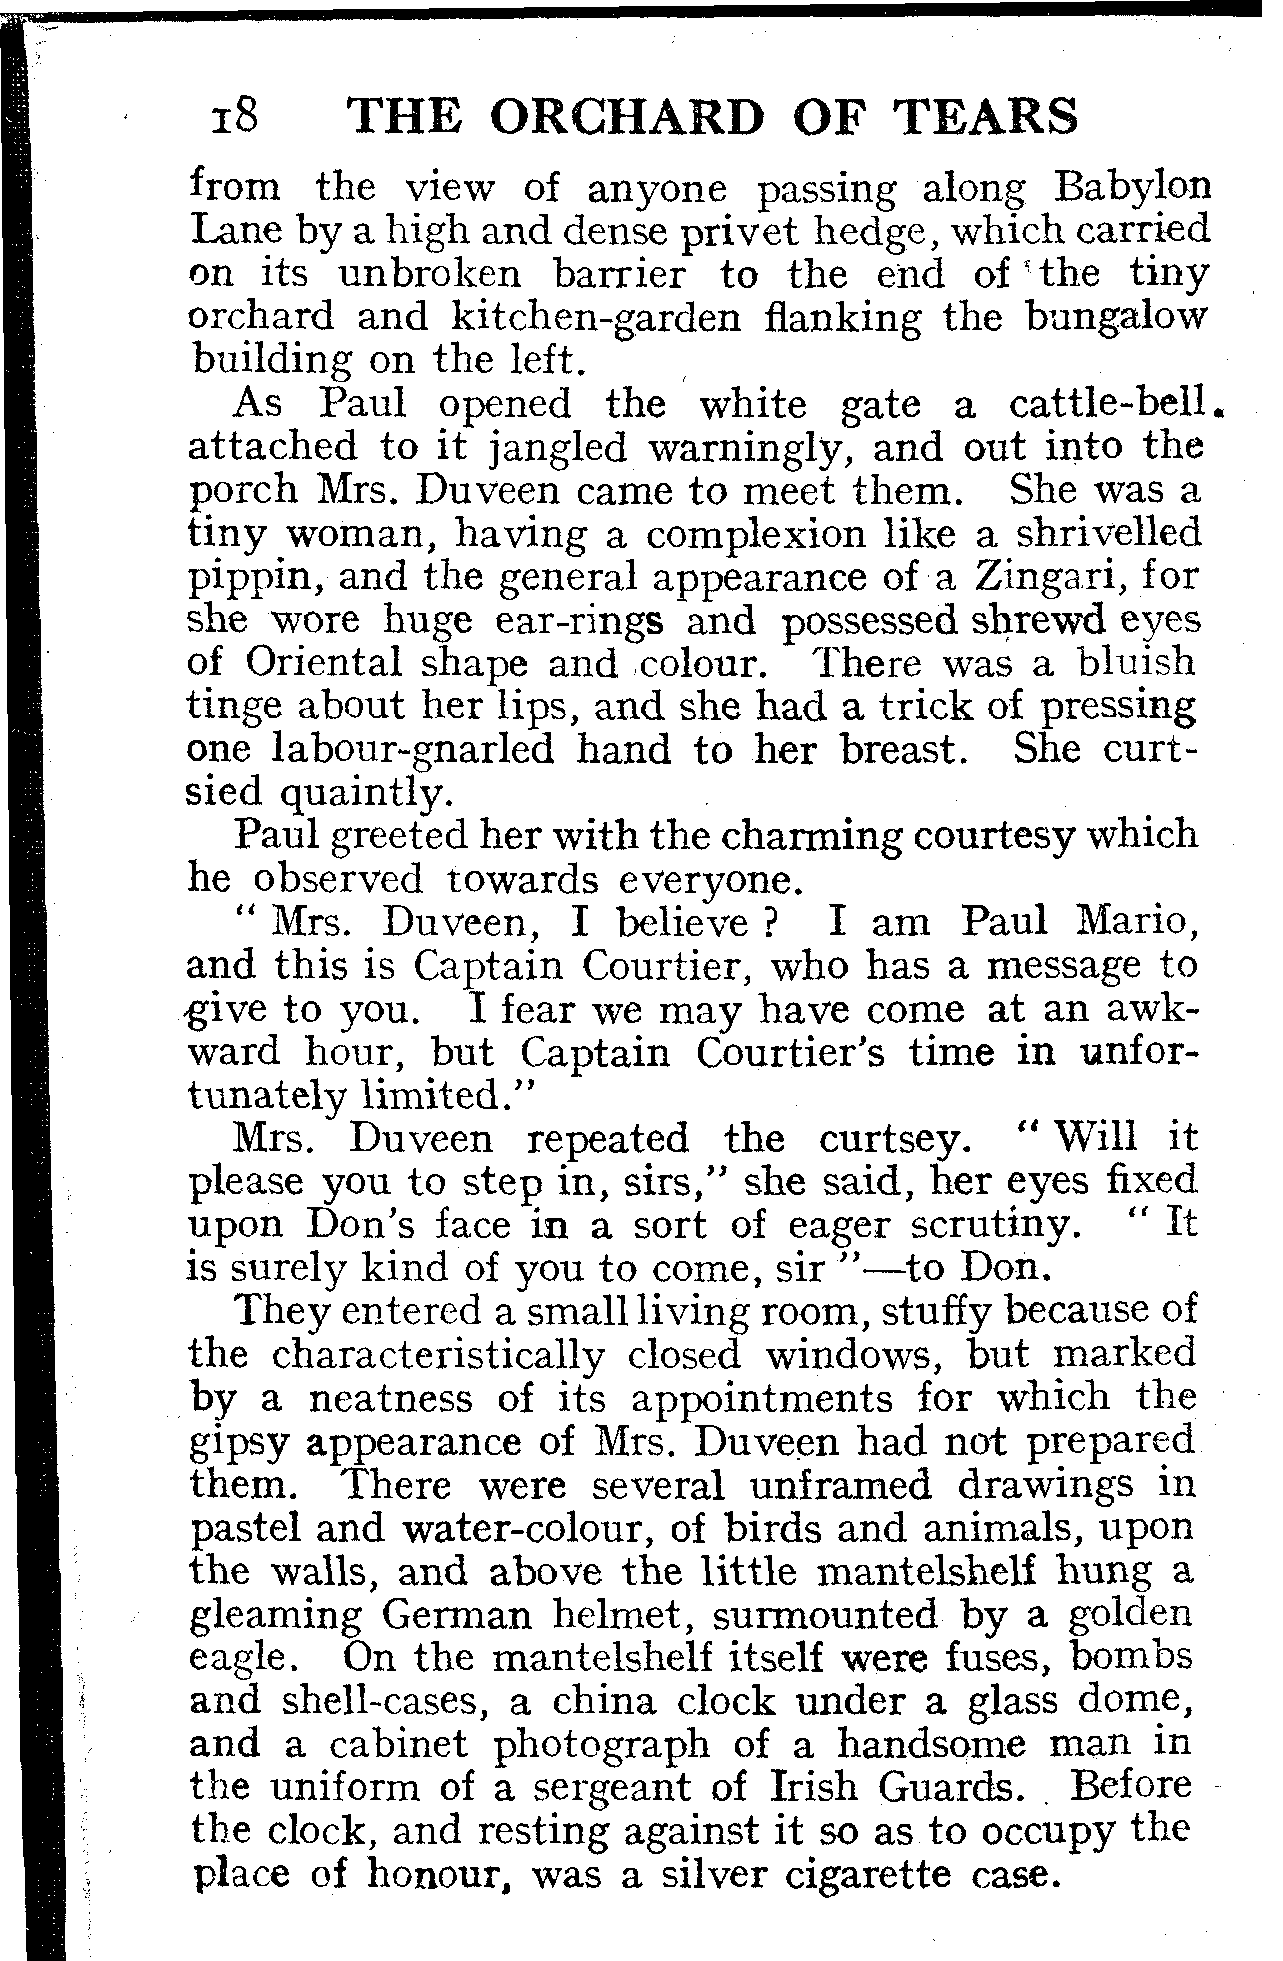 18 THE ORCHARD OF TEARS
from the view of anyone passing along Babylon
Lane by a high and dense privet hedge, which carried
on its unbroken barrier to the end of the tiny
orchard and kitchen-garden flanking the bungalow
building on the left.
As Paul opened the white gate a cattle-bell.
attached to it jangled warningly, and out into the
porch Mrs. Duveen came to meet them. She was a
tiny woman, having a complexion like a shrivelled
pippin, and the general appearance of a Zingari, for
she wore huge ear-rings and possessed shrewd eyes
of Oriental shape and colour. There was a bluish
tinge about her lips, and she had a trick of pressing
one labour-gnarled hand to her breast. She curt-
sied quaintly.
Paul greeted her with the charming courtesy which
he observed towards everyone.
" Mrs. Duveen, I believe ? I am Paul Mario,
and this is Captain Courtier, who has a message to
give to you. I fear we may have come at an awk-
ward hour, but Captain Courtier's time in unfor-
tunately limited."
Mrs. Duveen repeated the curtsey. " Will it
please you to step in, sirs," she said, her eyes fixed
upon Don's face in a sort of eager scrutiny. " It
is surely kind of you to come, sir "—to Don.
They entered a small living room, stuffy because of
the characteristically closed windows, but marked
by a neatness of its appointments for which the
gipsy appearance of Mrs. Duveen had not prepared
them. There were several unframed drawings in
pastel and water-colour, of birds and animals, upon
the walls, and above the little mantelshelf hung a
gleaming German helmet, surmounted by a golden
eagle. On the mantelshelf itself were fuses, bombs
and shell-cases, a china clock under a glass dome,
and a cabinet photograph of a handsome man in
the uniform of a sergeant of Irish Guards. Before
the clock, and resting against it so as to occupy the
place of honour, was a silver cigarette case.